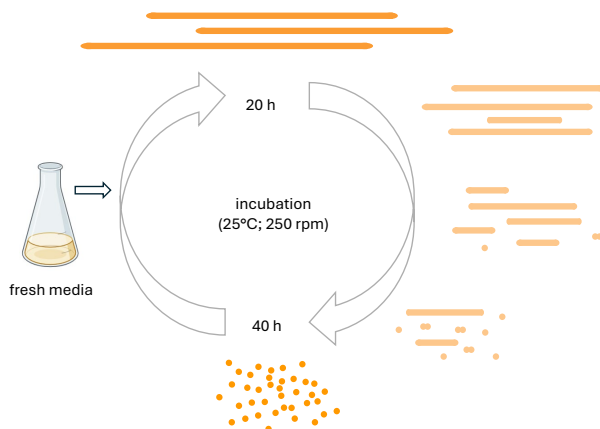 20 h
incubation
(25°C; 250 rpm)
fresh media
40 h